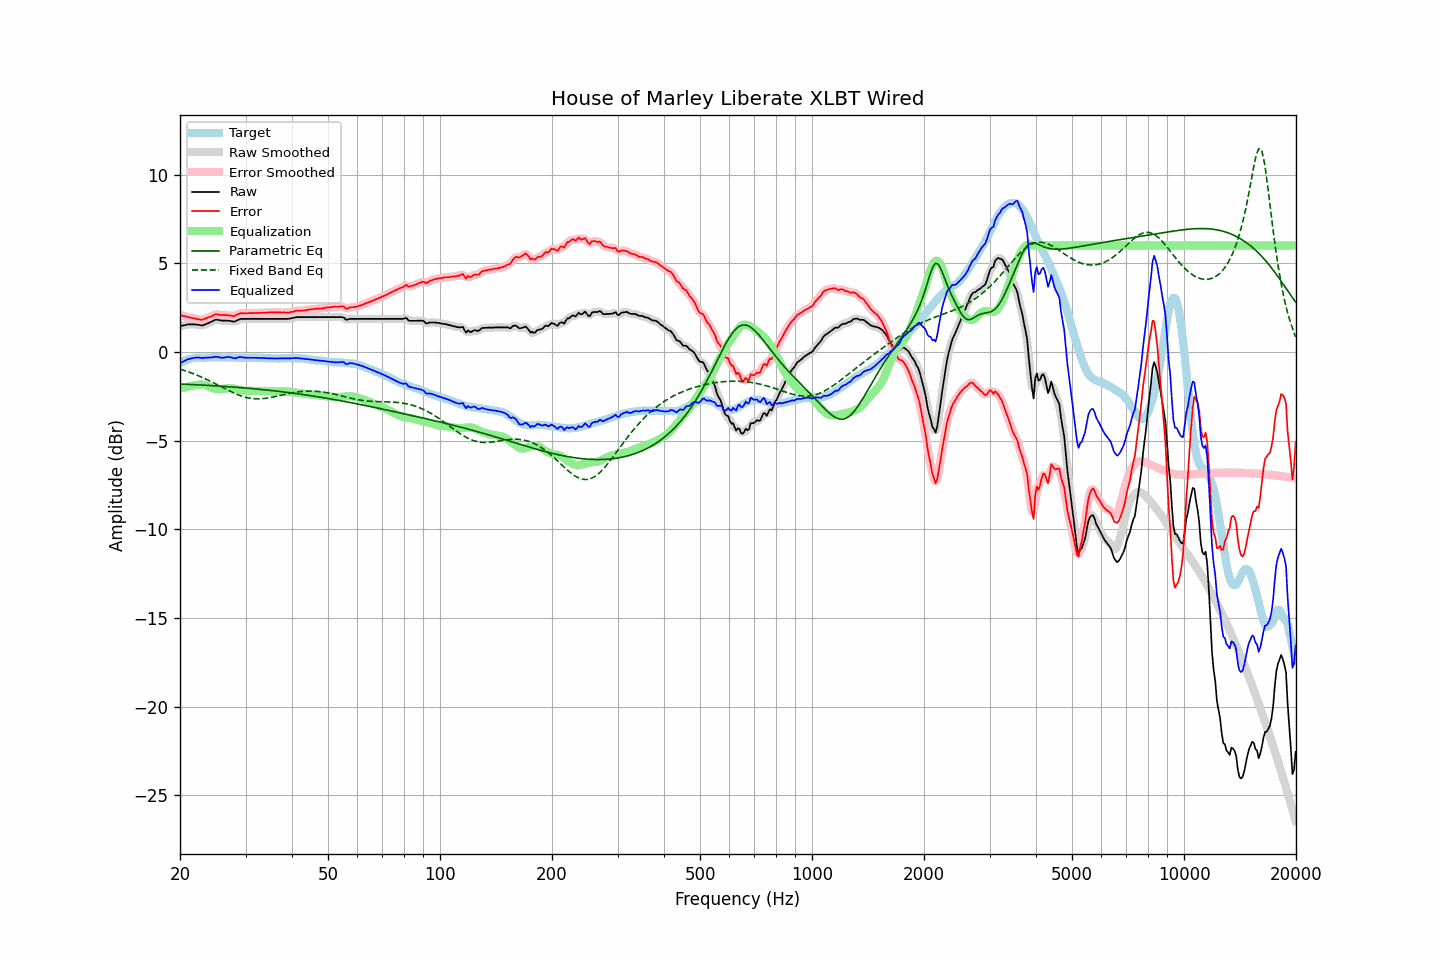 House of Marley Liberate XLBT Wired
Target
Raw Smoothed
Error Smoothed
Raw
Error
Equalization
Parametric Eq
Fixed Band Eq
Equalized
10
5
0
−5
−10
−15
−20
−25
Amplitude (dBr)
20
50
100
200
500
1000
2000
5000
10000
20000
Frequency (Hz)